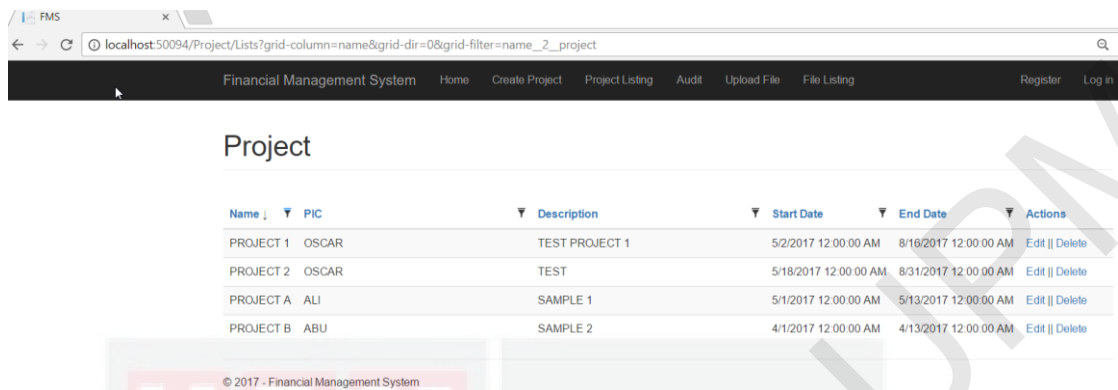 FMS
localhost:50094/Project/Lists?grid-column=name&grid-dir=0&grid-filter=name__2__project
Financial Management System Home Create Project Project Listing Audit Upload File File Listing Register Log in
Project
Name ↓ PIC Description Start Date End Date Actions
PROJECT 1 OSCAR TEST PROJECT 1 5/2/2017 12:00:00 AM 8/16/2017 12:00:00 AM Edit || Delete
PROJECT 2 OSCAR TEST 5/18/2017 12:00:00 AM 8/31/2017 12:00:00 AM Edit || Delete
PROJECT A ALI SAMPLE 1 5/1/2017 12:00:00 AM 5/13/2017 12:00:00 AM Edit || Delete
PROJECT B ABU SAMPLE 2 4/1/2017 12:00:00 AM 4/13/2017 12:00:00 AM Edit || Delete
© 2017 - Financial Management System
UPM